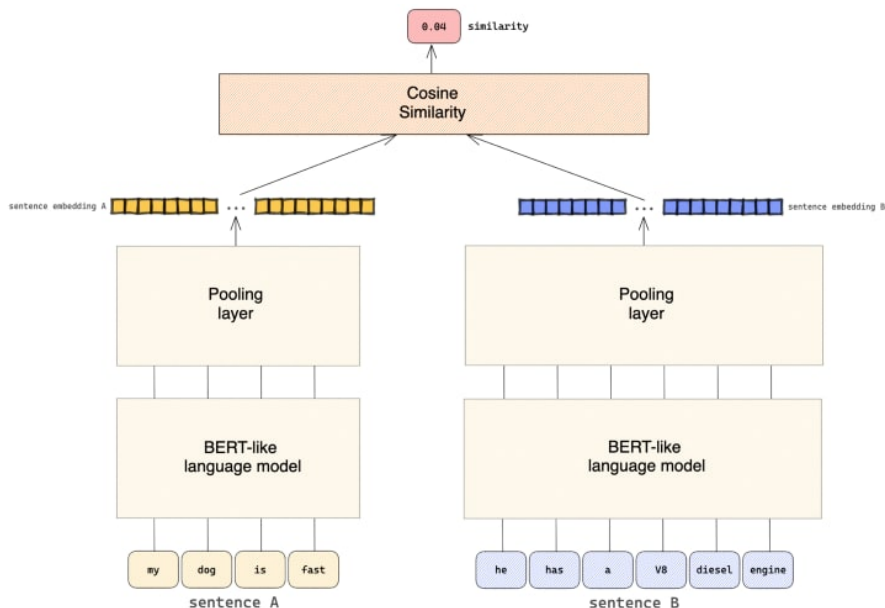 0.04 similarity
Cosine
Similarity
sentence embedding A ... ... sentence embedding B
Pooling
layer
Pooling
layer
BERT-like
language model
BERT-like
language model
my dog is fast
he has a V8 diesel engine
sentence A
sentence B